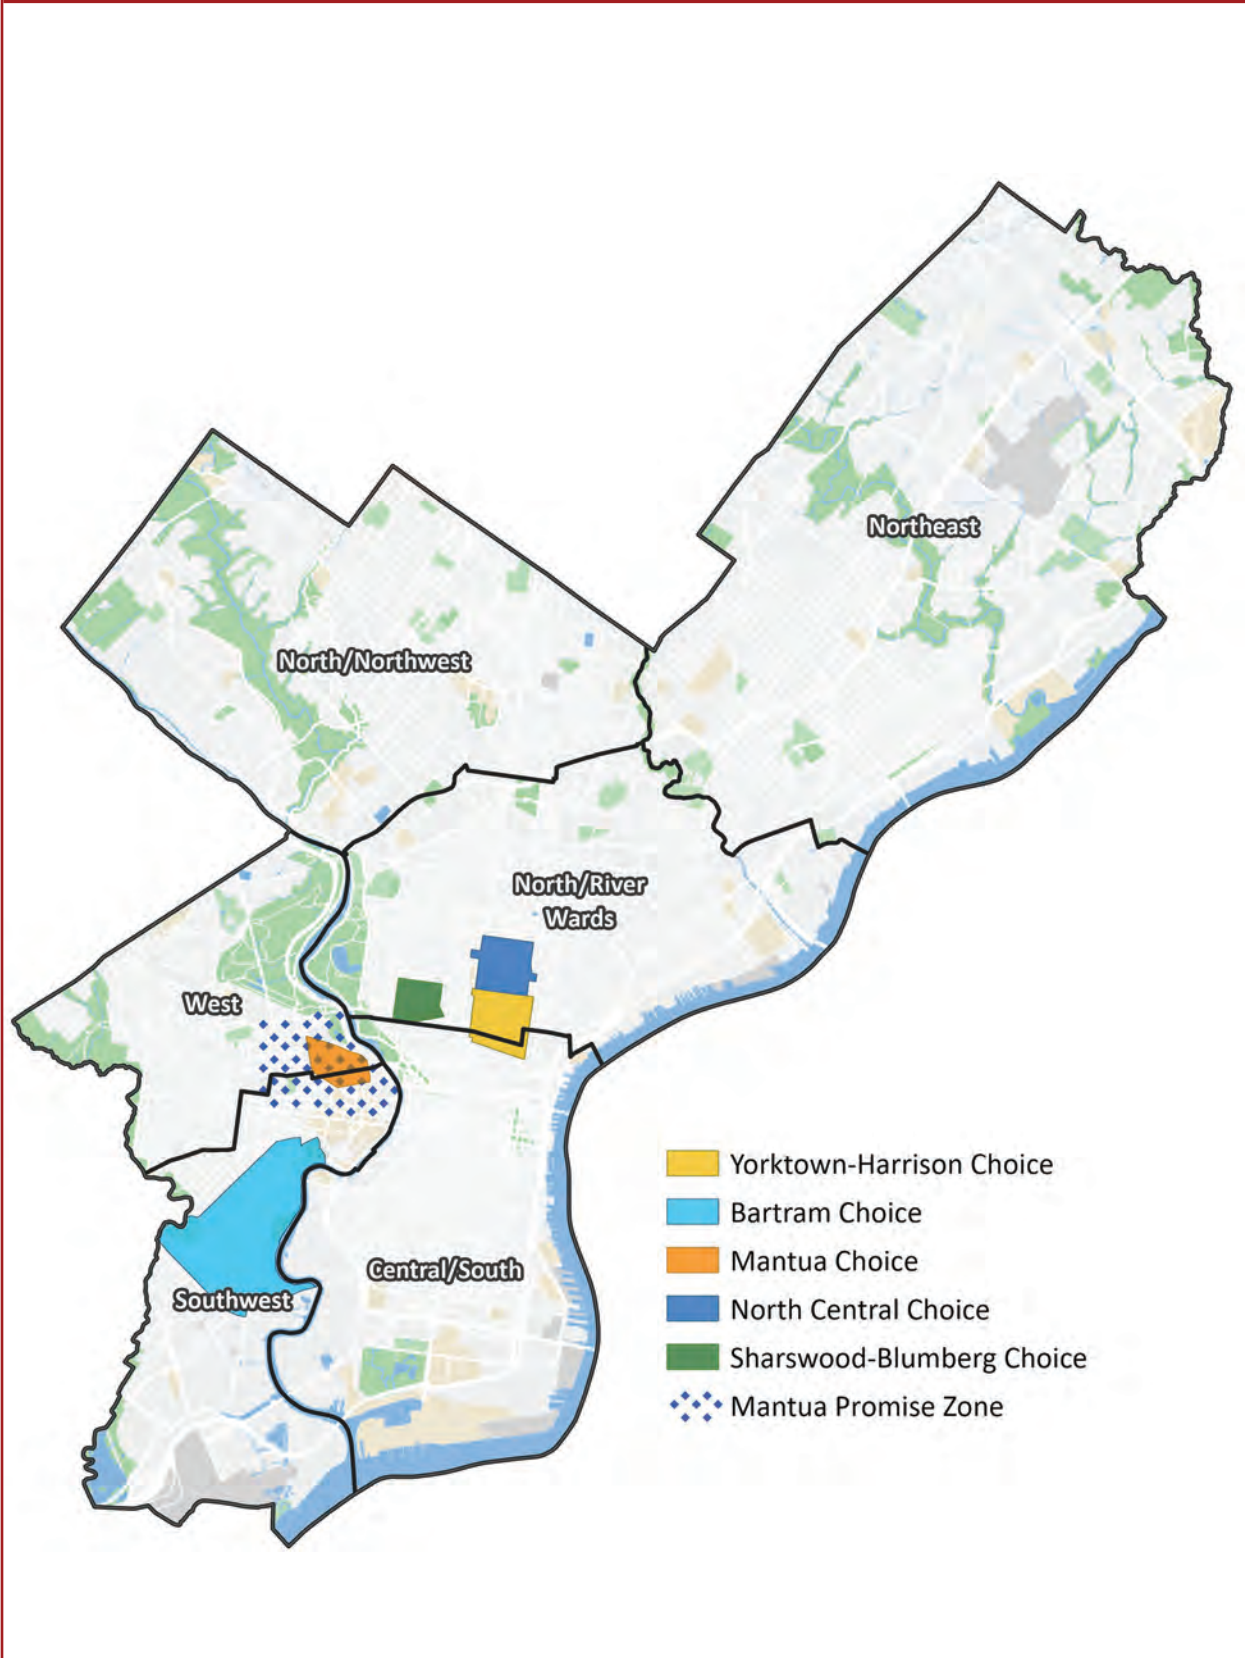 Northeast
North/Northwest
North/River
Wards
West
Central/South
Southwest
Yorktown-Harrison Choice
Bartram Choice
Mantua Choice
North Central Choice
Sharswood-Blumberg Choice
Mantua Promise Zone